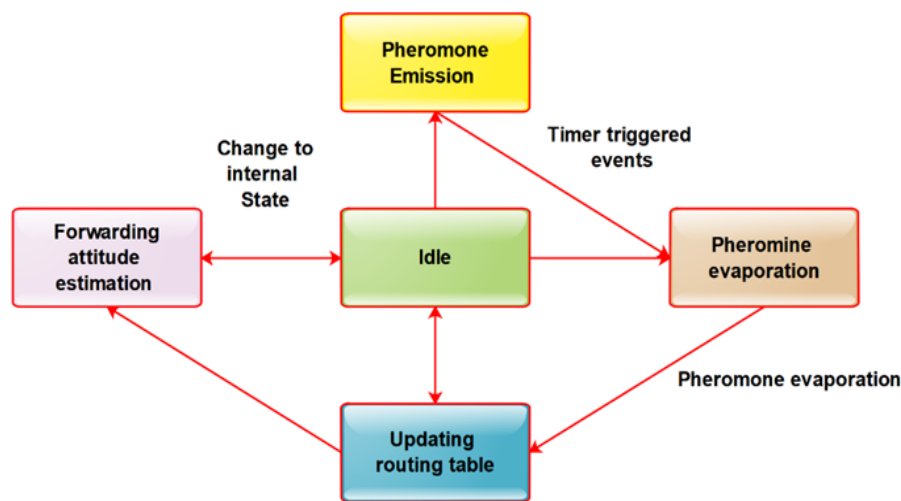 Pheromone
Emission
Change to
internal
State
Timer triggered
events
Forwarding
attitude
estimation
Idle
Pheromine
evaporation
Pheromone evaporation
Updating
routing table